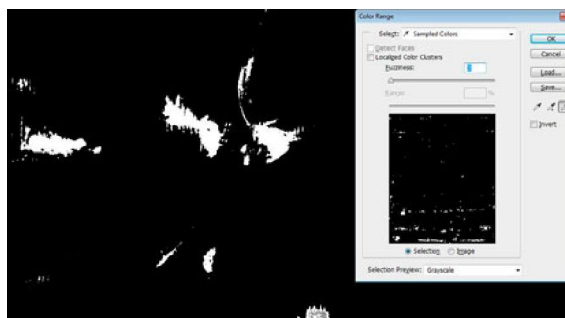 Color Range
Select: Sampled Colors
Detect Faces
Localized Color Clusters
Fuzziness:
Range: %
OK
Cancel
Load...
Save...
Invert
Selection Image
Selection Preview: Grayscale